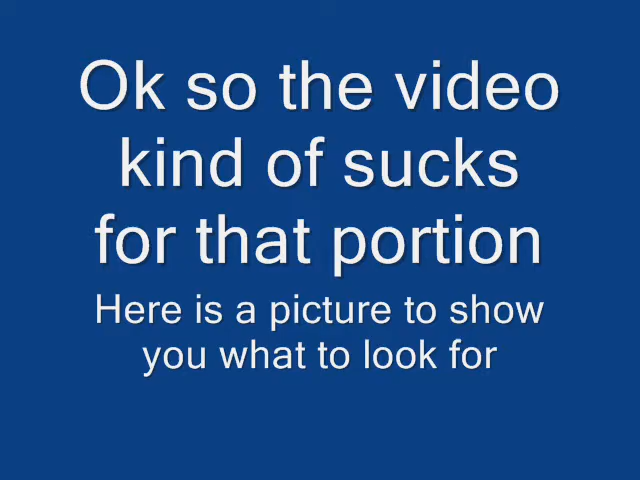 Ok so the video
kind of sucks
for that portion
Here is a picture to show
you what to look for